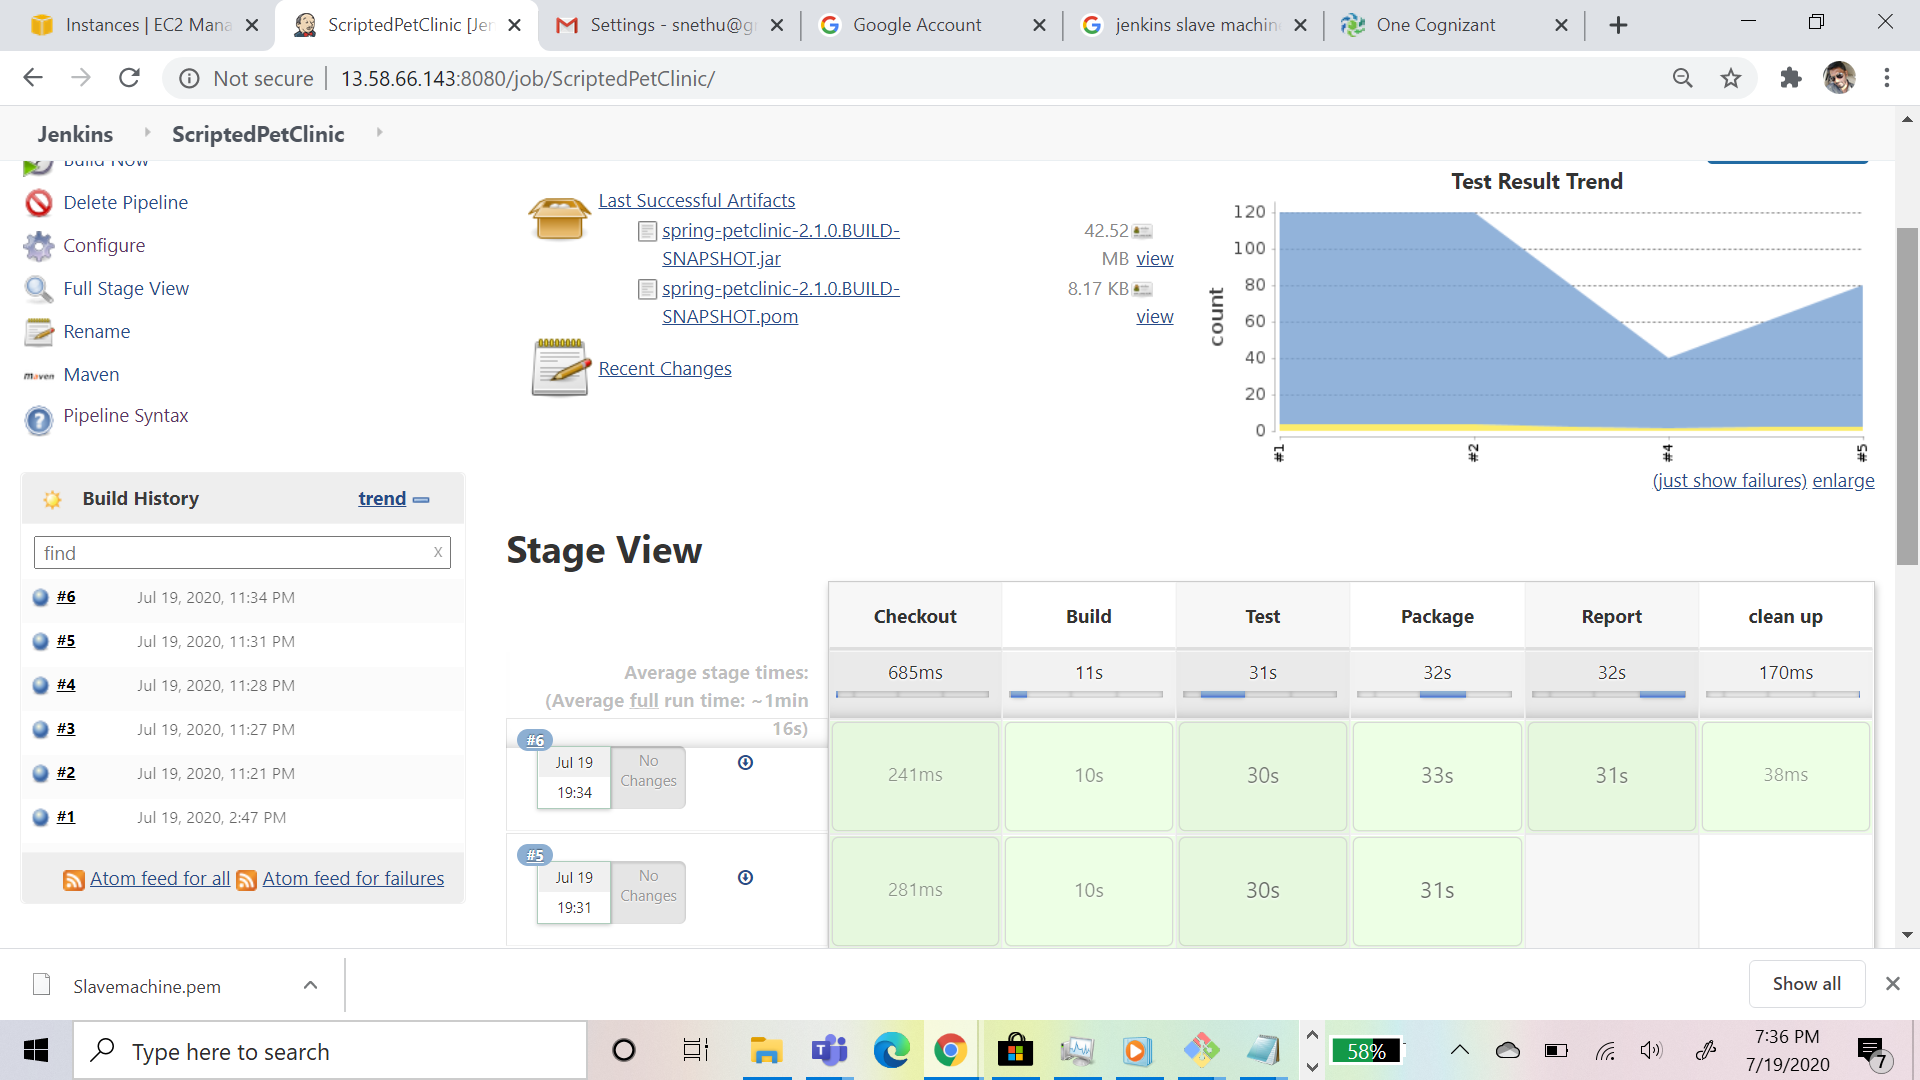 Instances | EC2 Mana
ScriptedPetClinic [Jen
Settings - snethu@g
Google Account
jenkins slave machin
One Cognizant
Not secure
13.58.66.143:8080/job/ScriptedPetClinic/
Jenkins
ScriptedPetClinic
Build Now
Delete Pipeline
Configure
Full Stage View
Rename
Maven
Maven
Pipeline Syntax
Last Successful Artifacts
spring-petclinic-2.1.0.BUILD-
SNAPSHOT.jar
42.52
MB view
spring-petclinic-2.1.0.BUILD-
SNAPSHOT.pom
8.17 KB
view
Recent Changes
Test Result Trend
120
100
80
60
40
20
0
count
#1
#2
#4
#5
(just show failures) enlarge
Build History
trend
find
x
#6 Jul 19, 2020, 11:34 PM
#5 Jul 19, 2020, 11:31 PM
#4 Jul 19, 2020, 11:28 PM
#3 Jul 19, 2020, 11:27 PM
#2 Jul 19, 2020, 11:21 PM
#1 Jul 19, 2020, 2:47 PM
Atom feed for all
Atom feed for failures
Stage View
Checkout Build Test Package Report clean up
Average stage times:
(Average full run time: ~1min
16s)
685ms 11s 31s 32s 32s 170ms
#6
Jul 19
19:34
No
Changes
241ms 10s 30s 33s 31s 38ms
#5
Jul 19
19:31
No
Changes
281ms 10s 30s 31s
Slavemachine.pem
Show all
Type here to search
58%
7:36 PM
7/19/2020
7